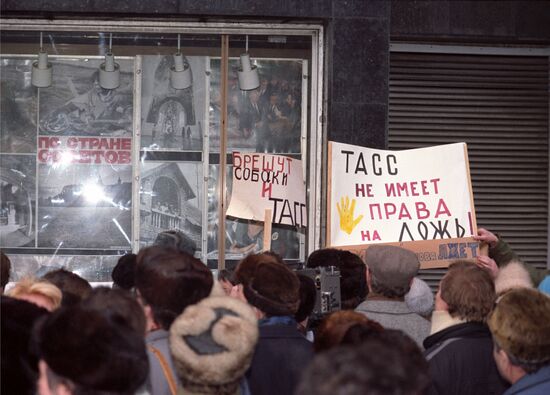 ПО СТРАНЕ
СОВЕТОВ
БРЕШУТ
СОБАКИ
И
ТАСС
ТАСС
НЕ ИМЕЕТ
ПРАВА
НА ЛОЖЬ!